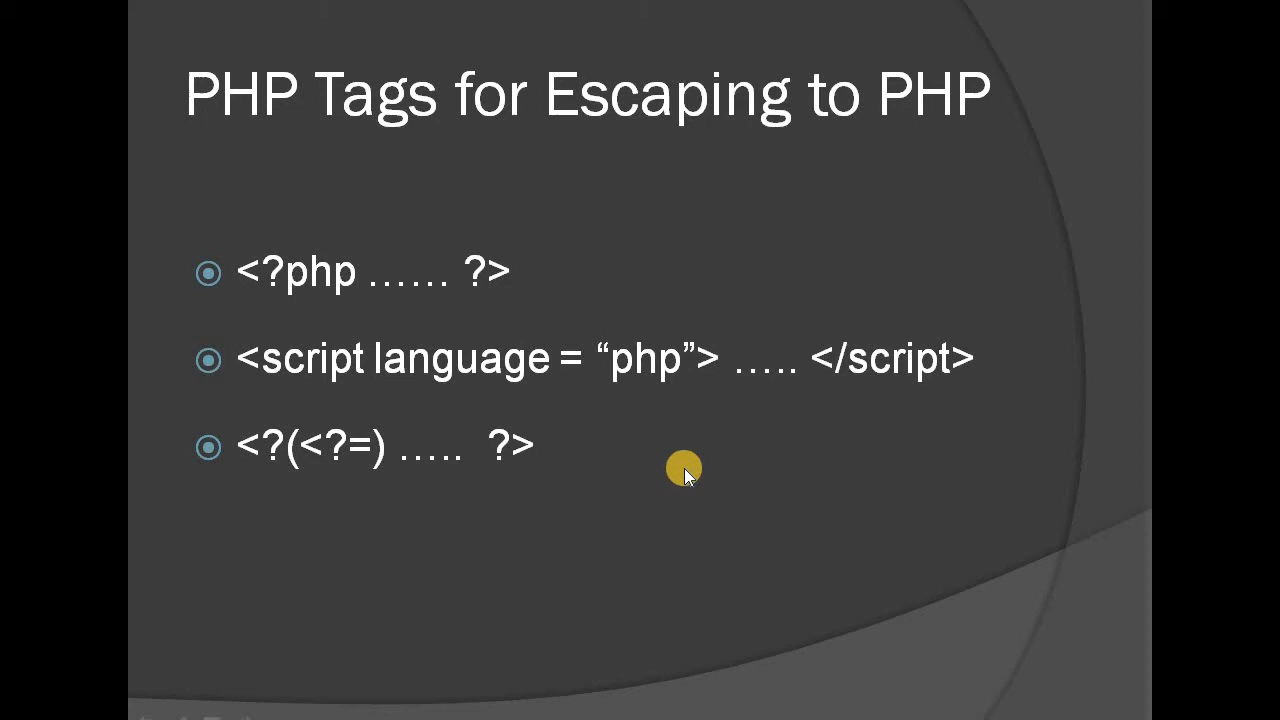 PHP Tags for Escaping to PHP
<?php …… ?>
<script language = “php”> ….. </script>
<?(<?=) ….. ?>